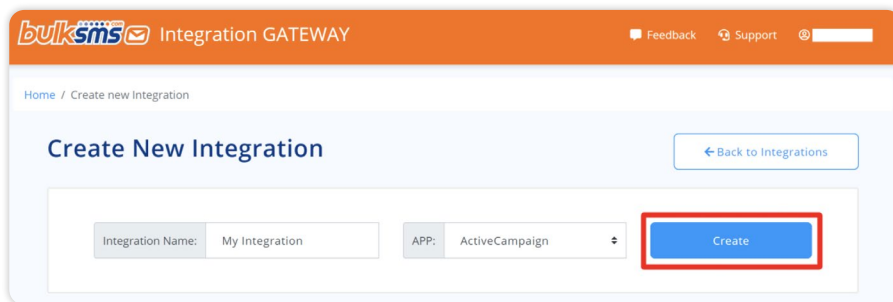 bulksms.com Integration GATEWAY
Feedback Support
Home / Create new Integration
Create New Integration
Back to Integrations
Integration Name: My Integration APP: ActiveCampaign Create